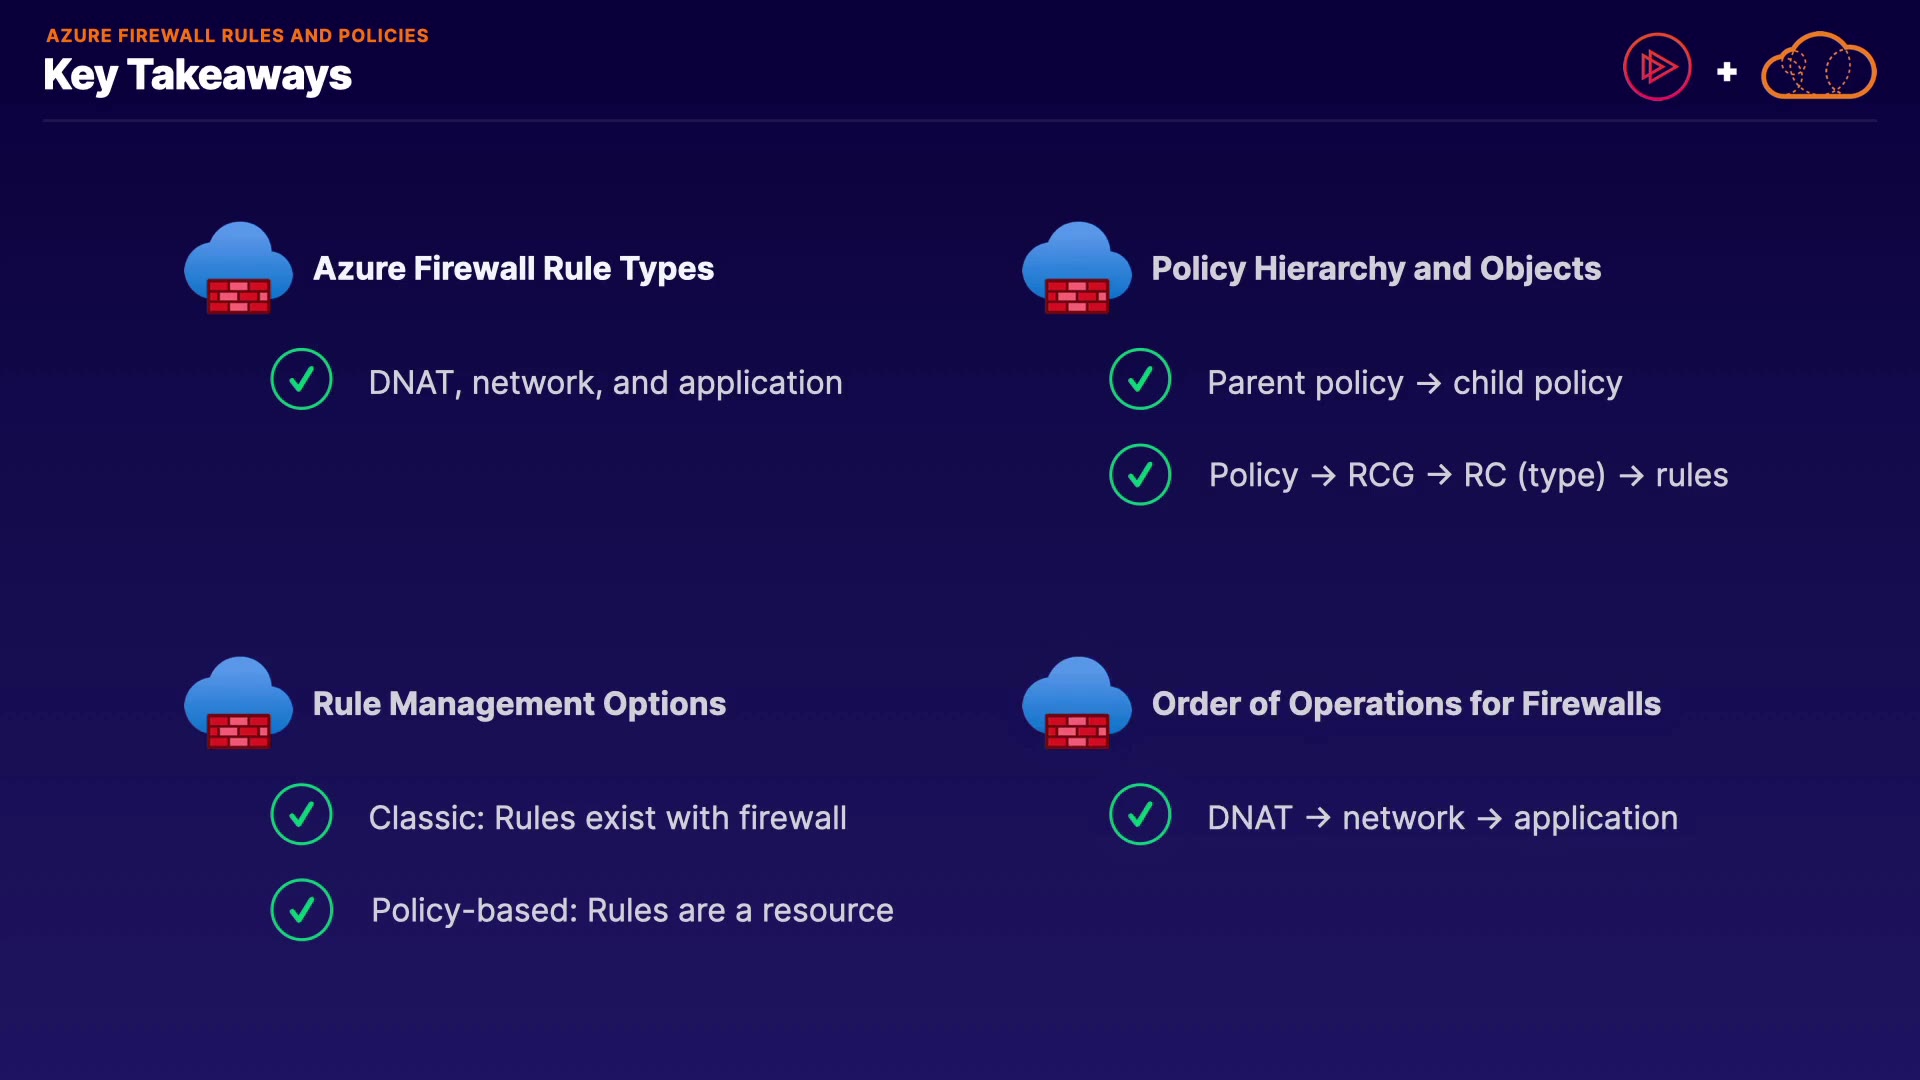 AZURE FIREWALL RULES AND POLICIES
Key Takeaways
+
Azure Firewall Rule Types
DNAT, network, and application
Policy Hierarchy and Objects
Parent policy → child policy
Policy → RCG → RC (type) → rules
Rule Management Options
Classic: Rules exist with firewall
Policy-based: Rules are a resource
Order of Operations for Firewalls
DNAT → network → application